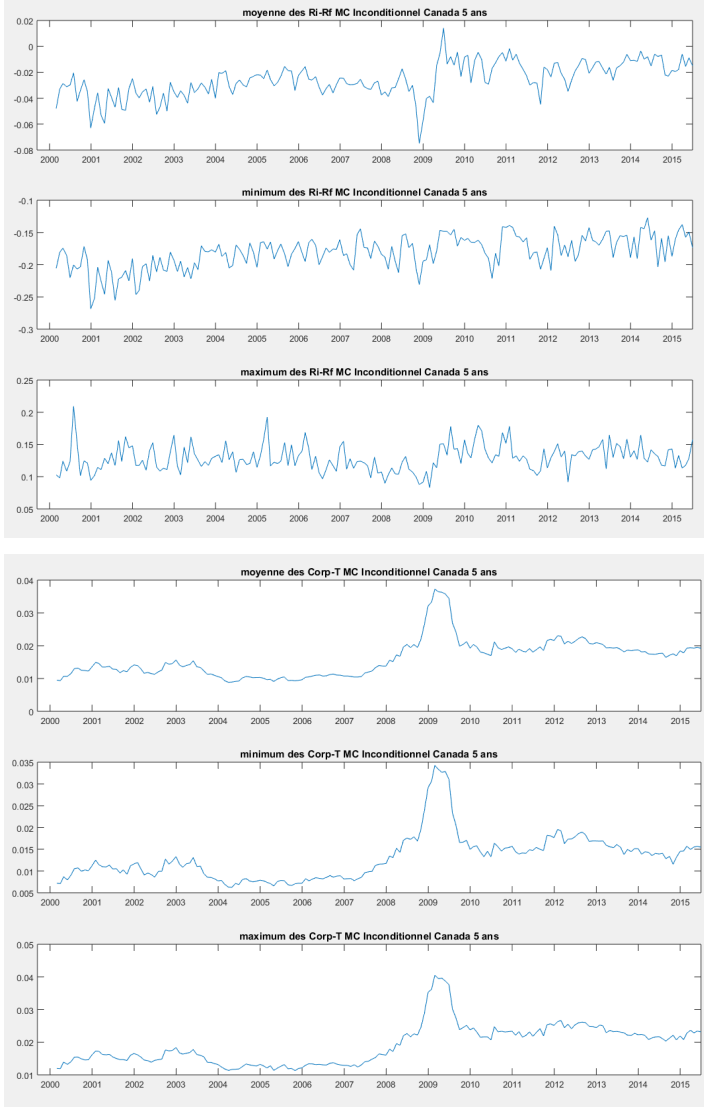 moyenne des Ri-Rf MC Inconditionnel Canada 5 ans
0.02
0
-0.02
-0.04
-0.06
-0.08
2000 2001 2002 2003 2004 2005 2006 2007 2008 2009 2010 2011 2012 2013 2014 2015
minimum des Ri-Rf MC Inconditionnel Canada 5 ans
-0.1
-0.15
-0.2
-0.25
-0.3
2000 2001 2002 2003 2004 2005 2006 2007 2008 2009 2010 2011 2012 2013 2014 2015
maximum des Ri-Rf MC Inconditionnel Canada 5 ans
0.25
0.2
0.15
0.1
0.05
2000 2001 2002 2003 2004 2005 2006 2007 2008 2009 2010 2011 2012 2013 2014 2015
moyenne des Corp-T MC Inconditionnel Canada 5 ans
0.04
0.03
0.02
0.01
0
2000 2001 2002 2003 2004 2005 2006 2007 2008 2009 2010 2011 2012 2013 2014 2015
minimum des Corp-T MC Inconditionnel Canada 5 ans
0.035
0.03
0.025
0.02
0.015
0.01
0.005
2000 2001 2002 2003 2004 2005 2006 2007 2008 2009 2010 2011 2012 2013 2014 2015
maximum des Corp-T MC Inconditionnel Canada 5 ans
0.05
0.04
0.03
0.02
0.01
2000 2001 2002 2003 2004 2005 2006 2007 2008 2009 2010 2011 2012 2013 2014 2015